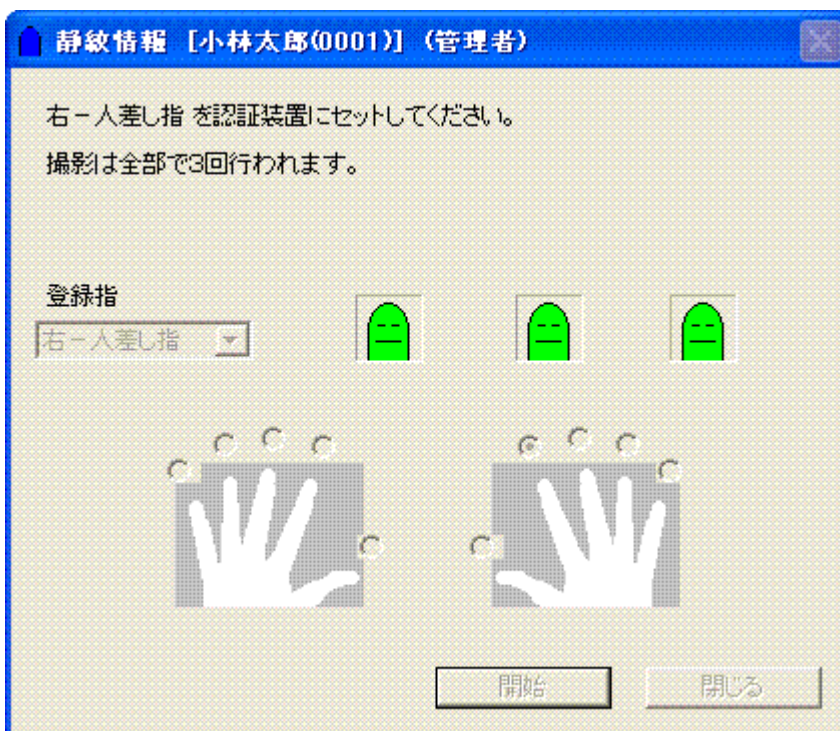 静紋情報 [小林太郎(0001)] (管理者)
右－人差し指 を認証装置にセットしてください。
撮影は全部で3回行われます。
登録指
右－人差し指
開始
閉じる